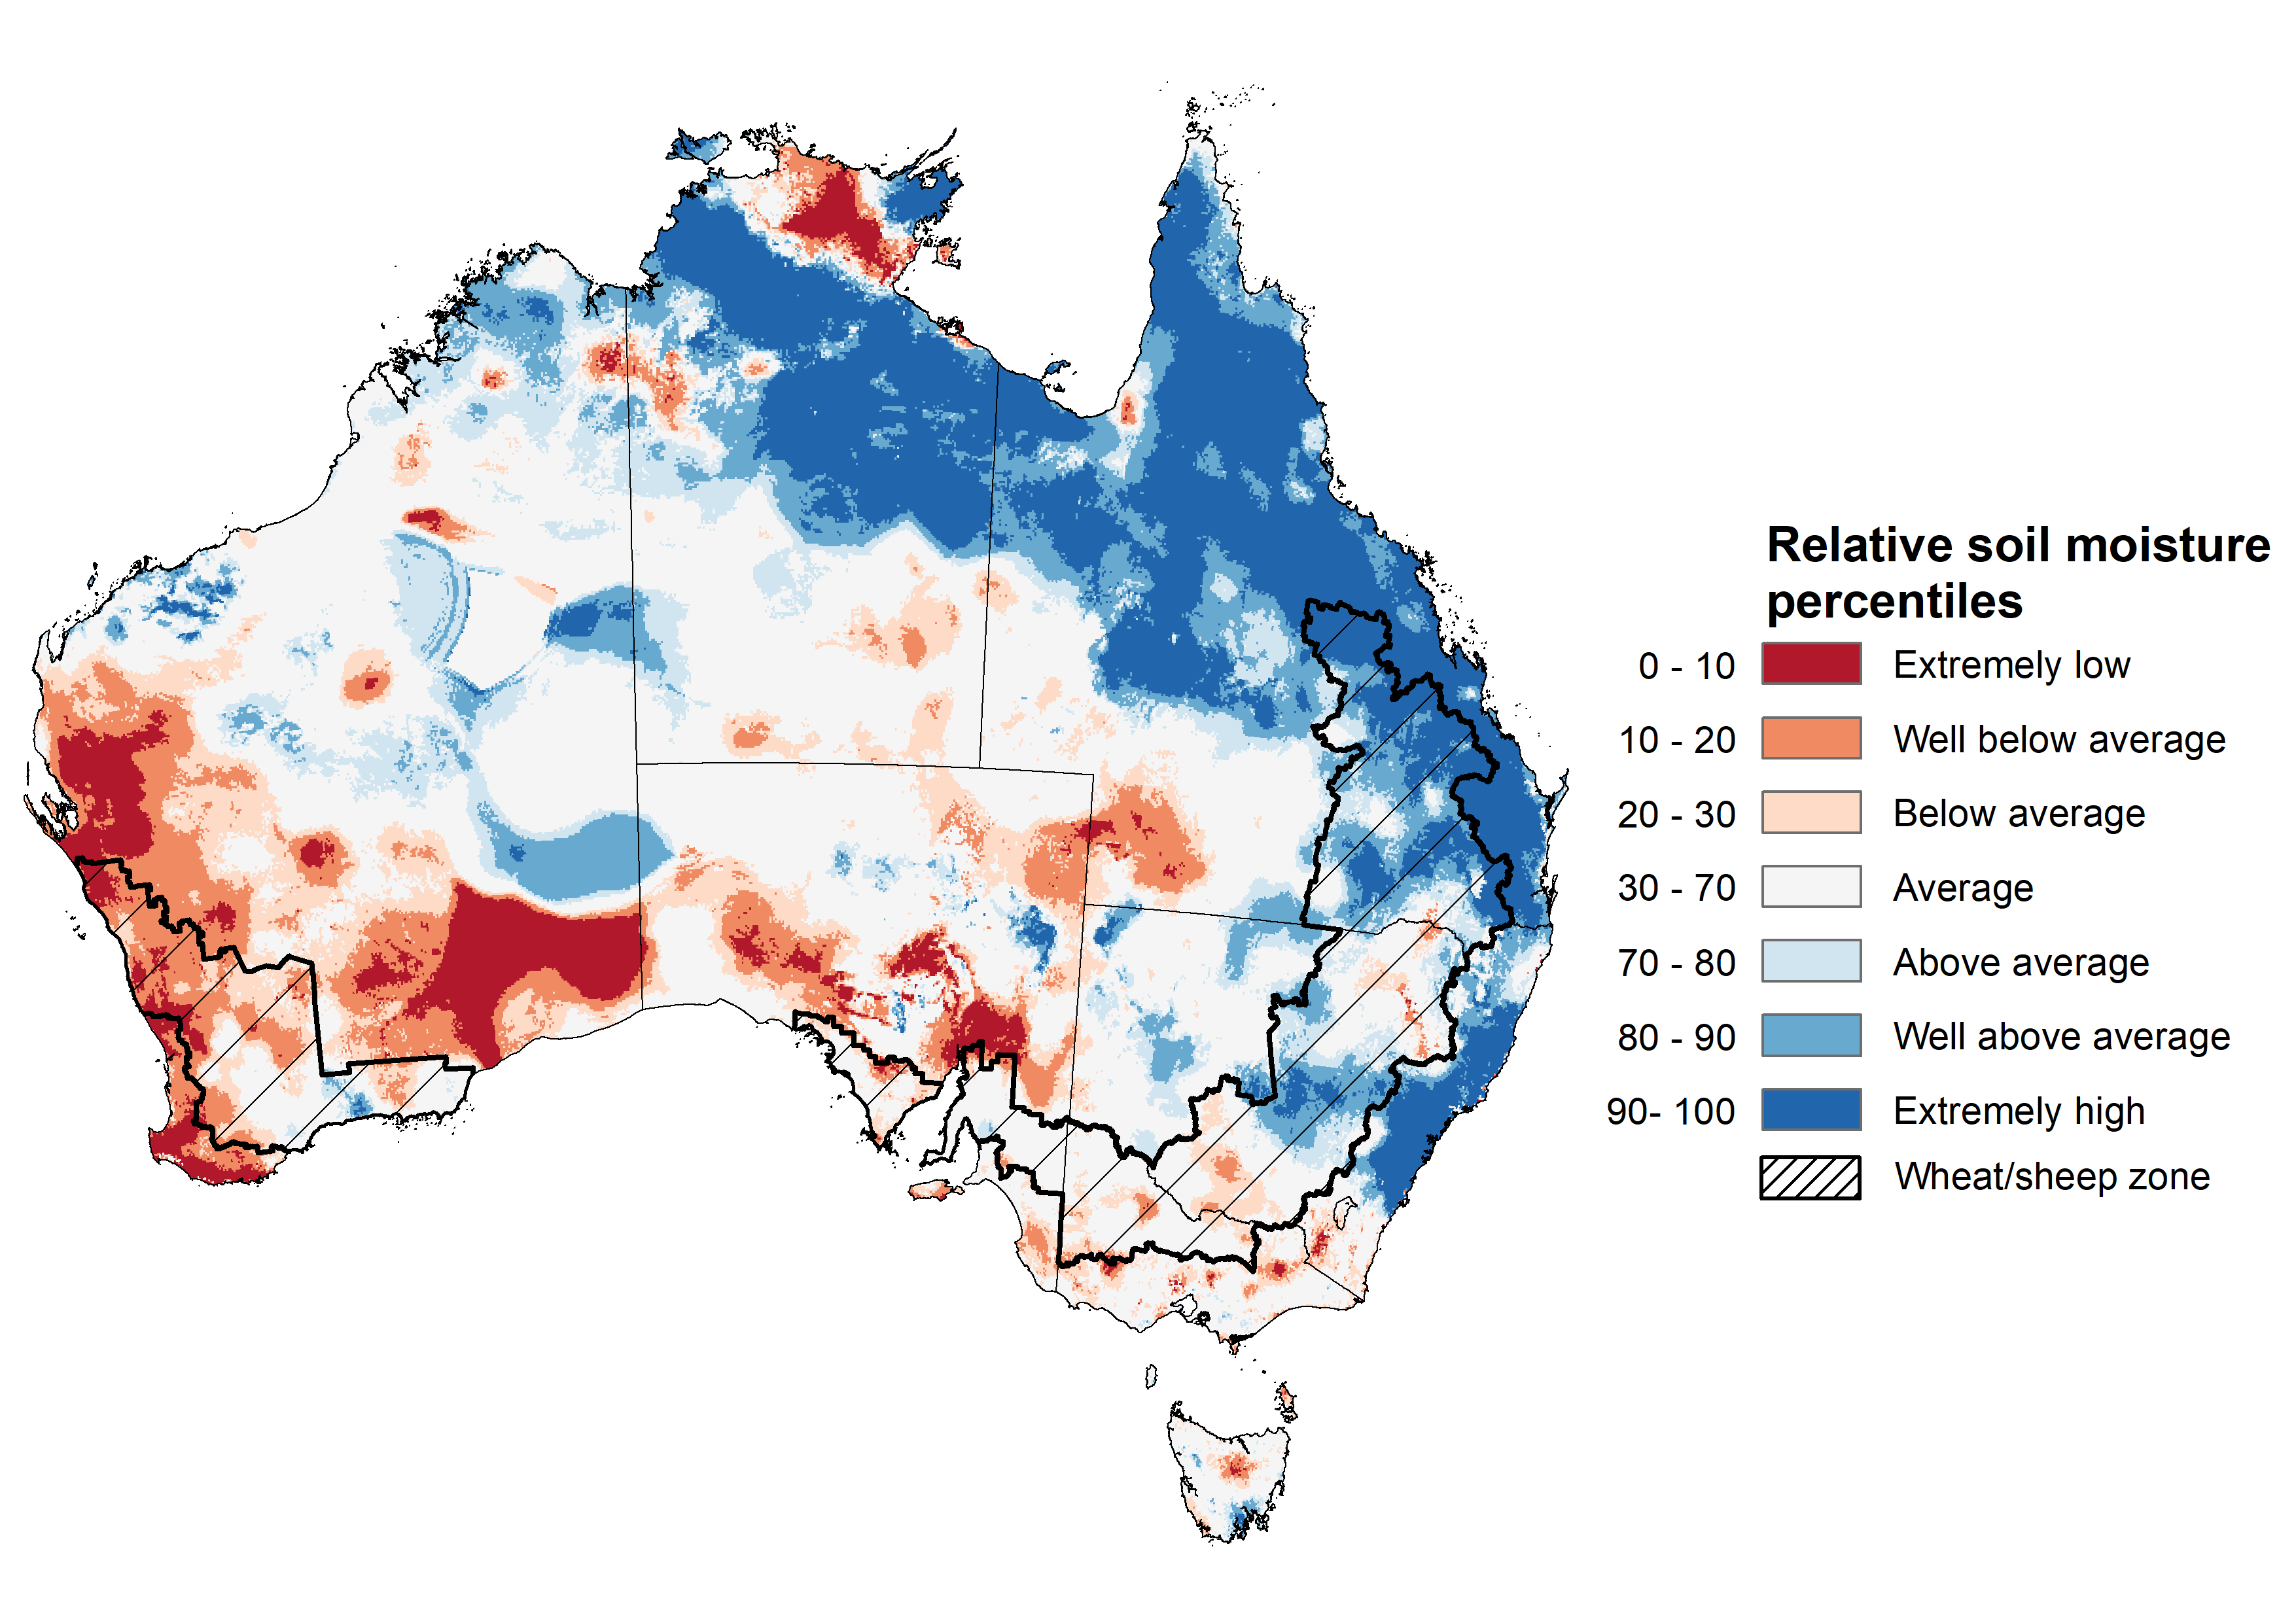 Relative soil moisture
percentiles
0 - 10 Extremely low
10 - 20 Well below average
20 - 30 Below average
30 - 70 Average
70 - 80 Above average
80 - 90 Well above average
90- 100 Extremely high
Wheat/sheep zone